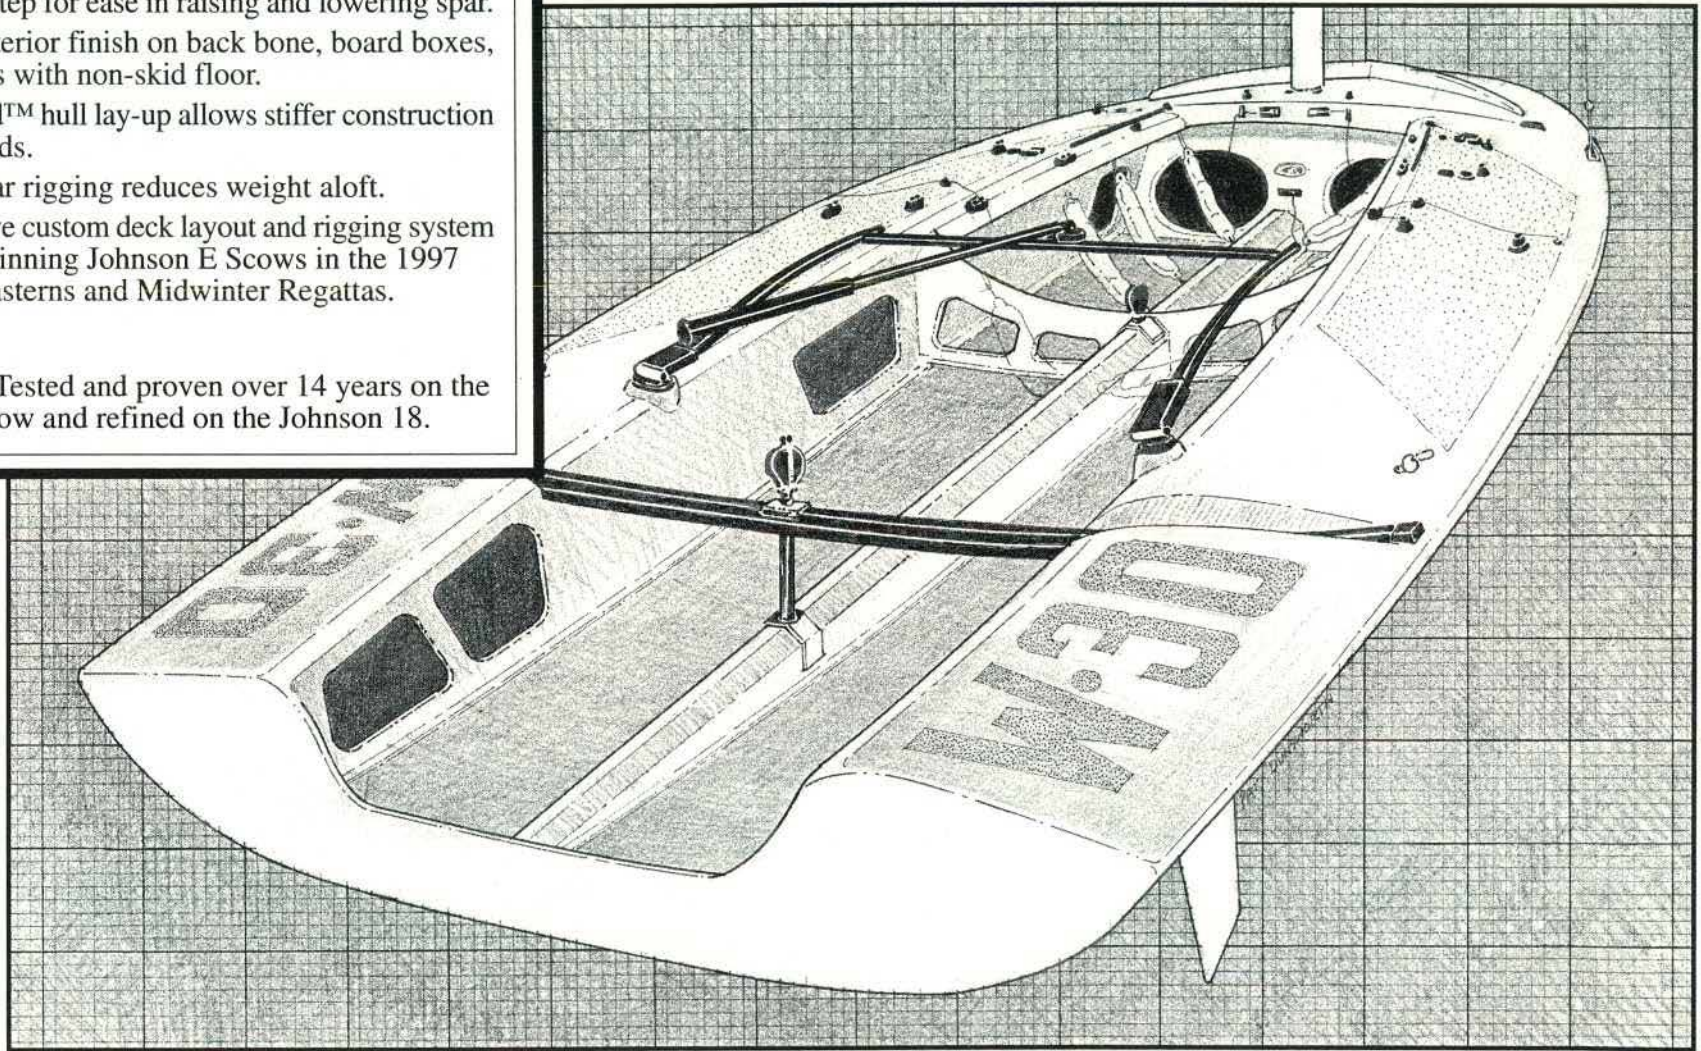 tep for ease in raising and lowering spar.
terior finish on back bone, board boxes,
s with non-skid floor.
l™ hull lay-up allows stiffer construction
ds.
ar rigging reduces weight aloft.
ve custom deck layout and rigging system
inning Johnson E Scows in the 1997
asterns and Midwinter Regattas.
Tested and proven over 14 years on the
ow and refined on the Johnson 18.